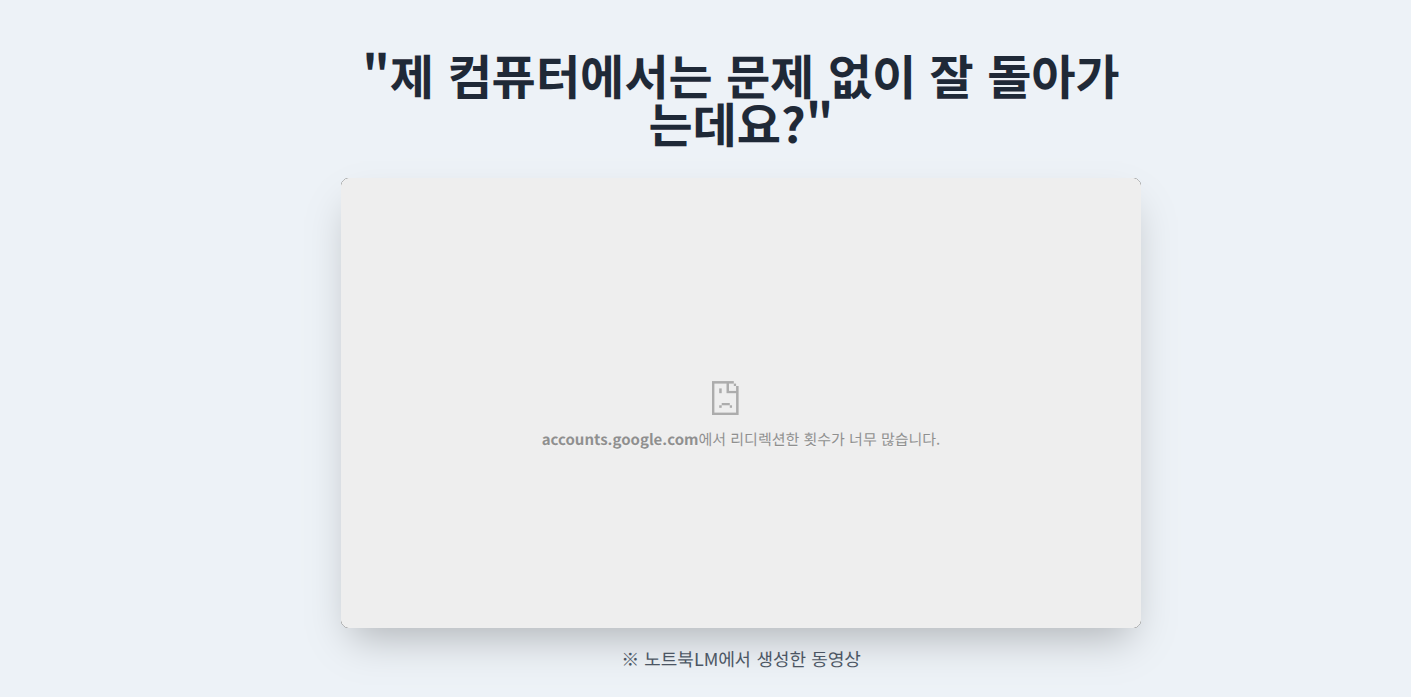 "제 컴퓨터에서는 문제 없이 잘 돌아가
는데요?"
accounts.google.com에서 리디렉션한 횟수가 너무 많습니다.
※ 노트북LM에서 생성한 동영상